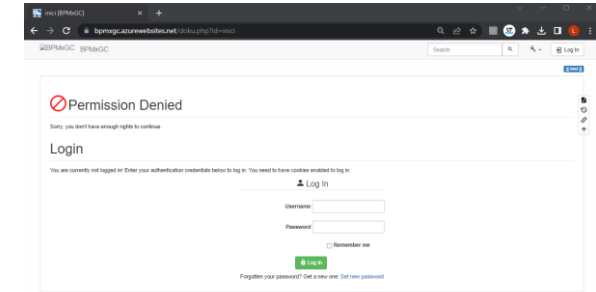 inici [BPMxGC]
bpmxgc.azurewebsites.net/doku.php?id=inici
BPMxGC BPMxGC
Search
Log In
Permission Denied
Sorry, you don't have enough rights to continue.
Login
You are currently not logged in! Enter your authentication credentials below to log in. You need to have cookies enabled to log in.
Log In
Username
Password
Remember me
Log In
Forgotten your password? Get a new one: Set new password